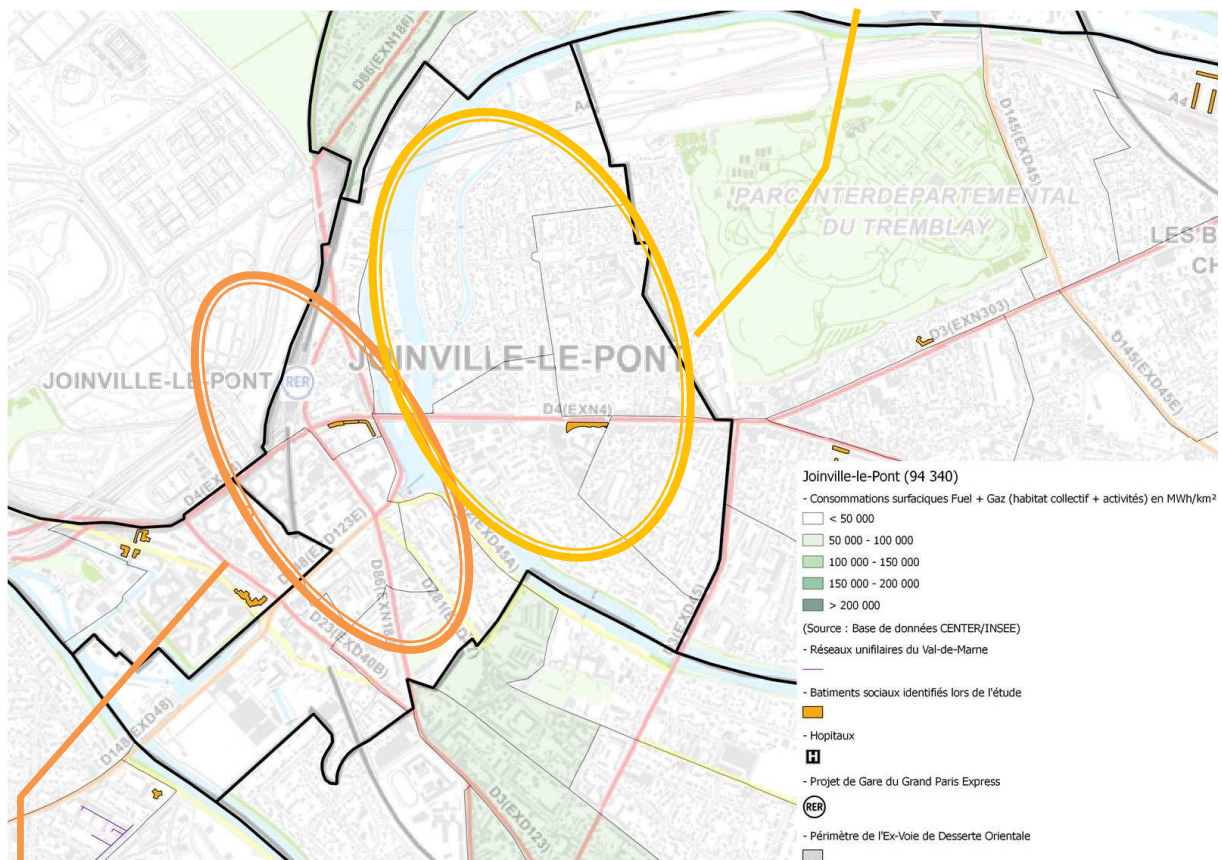 D86(EXN186)
A4
A4
D145(EXD45)
PARC INTERDÉPARTEMENTAL
DU TREMBLAY
LES B
CH
D3(EXN303)
D145(EXD45E)
JOINVILLE-LE-PONT
RER
JOINVILLE-LE-PONT
D4(EXN4)
D148(EXD48)
D23(EXD40B)
D3(EXD123)
Joinville-le-Pont (94 340)
- Consommations surfaciques Fuel + Gaz (habitat collectif + activités) en MWh/km²
< 50 000
50 000 - 100 000
100 000 - 150 000
150 000 - 200 000
> 200 000
(Source : Base de données CENTER/INSEE)
- Réseaux unifilaires du Val-de-Marne
- Batiments sociaux identifiés lors de l'étude
- Hopitaux
H
- Projet de Gare du Grand Paris Express
RER
- Périmètre de l'Ex-Voie de Desserte Orientale